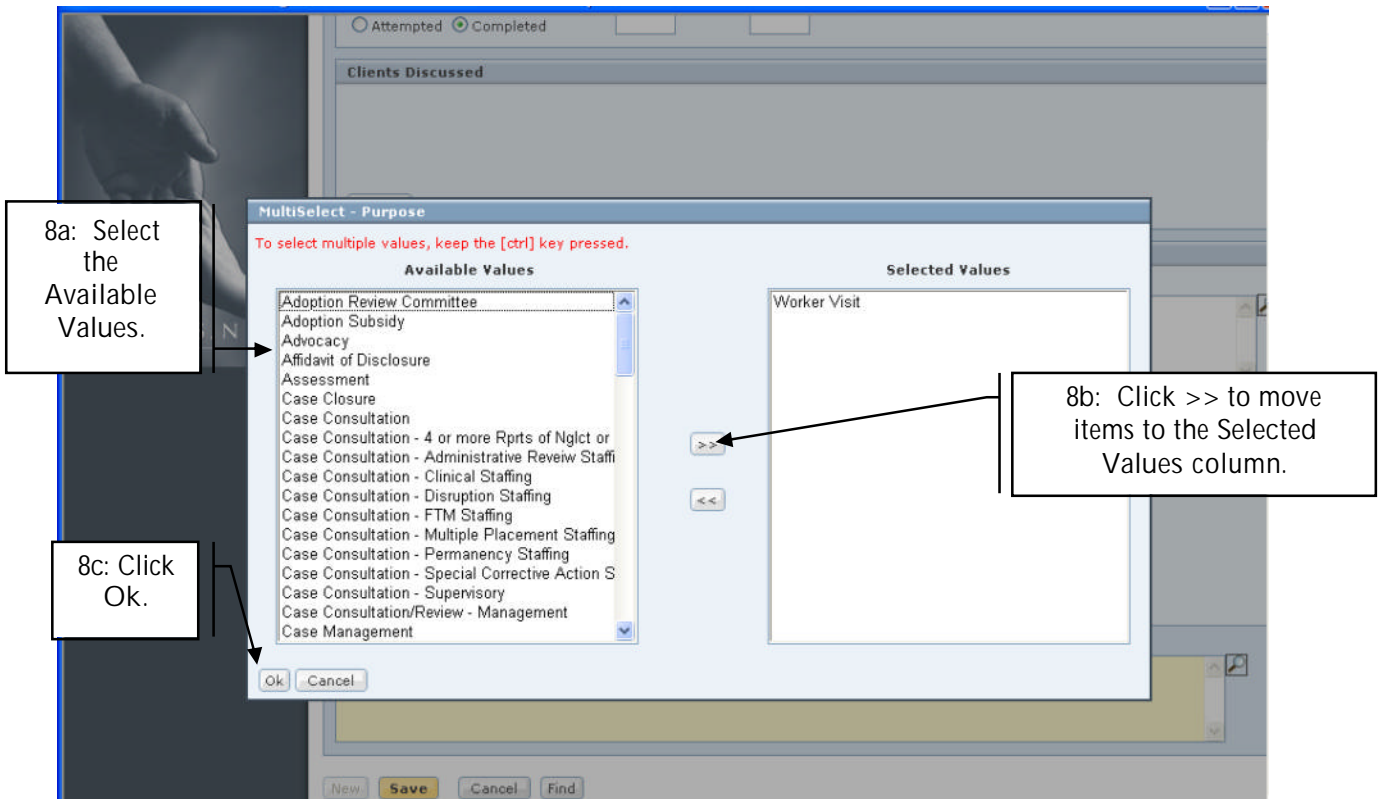 Attempted Completed
Clients Discussed
MultiSelect - Purpose
To select multiple values, keep the [ctrl] key pressed.
Available Values
Selected Values
Adoption Review Committee
Adoption Subsidy
Advocacy
Affidavit of Disclosure
Assessment
Case Closure
Case Consultation
Case Consultation - 4 or more Rprts of Nglct or
Case Consultation - Administrative Reveiw Staffi
Case Consultation - Clinical Staffing
Case Consultation - Disruption Staffing
Case Consultation - FTM Staffing
Case Consultation - Multiple Placement Staffing
Case Consultation - Permanency Staffing
Case Consultation - Special Corrective Action S
Case Consultation - Supervisory
Case Consultation/Review - Management
Case Management
Worker Visit
>>
<<
Ok Cancel
8a: Select
the
Available
Values.
8b: Click >> to move
items to the Selected
Values column.
8c: Click
Ok.
New Save Cancel Find